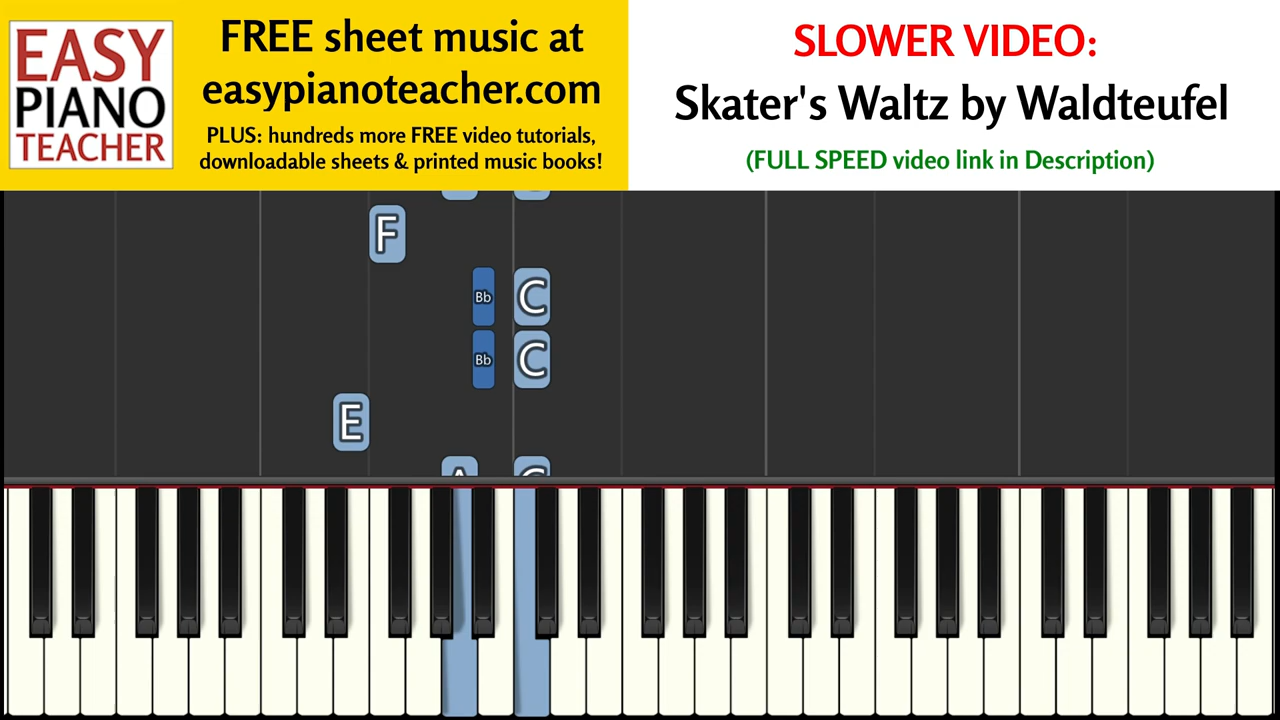 EASY
PIANO
TEACHER
FREE sheet music at
easypianoteacher.com
PLUS: hundreds more FREE video tutorials,
downloadable sheets & printed music books!
SLOWER VIDEO:
Skater's Waltz by Waldteufel
(FULL SPEED video link in Description)
F
Bb C
Bb C
E
A C